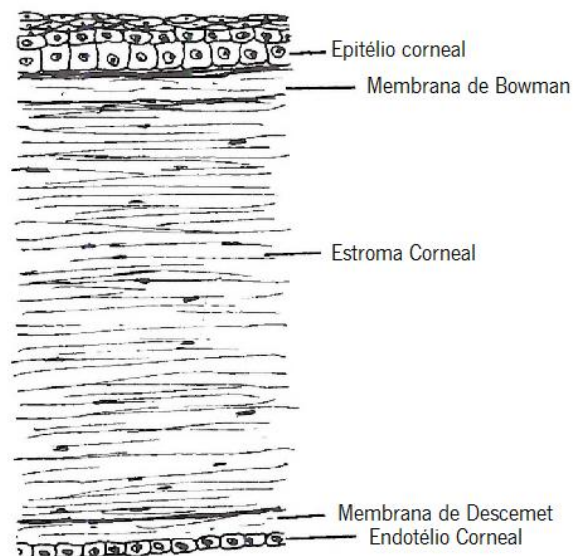 Epitélio corneal
Membrana de Bowman
Estroma Corneal
Membrana de Descemet
Endotélio Corneal